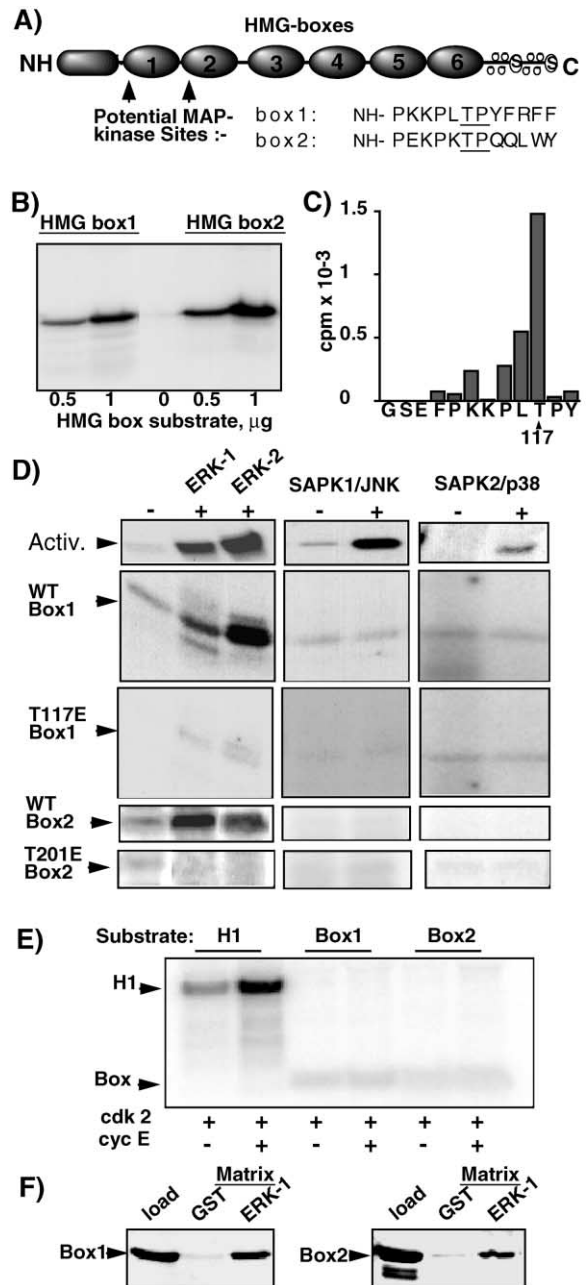 A)
HMG-boxes
NH 1 2 3 4 5 6 S S S C
Potential MAP-
kinase Sites :-
box1: NH- PKKPLTPYFRFF
box2: NH- PEKPKTPQQLWY
B)
HMG box1 HMG box2
0.5 1 0 0.5 1
HMG box substrate, µg
C)
cpm x 10-3
1.5
1
0.5
0
G S E F P K K P L T P Y
117
D)
ERK-1 ERK-2 SAPK1/JNK SAPK2/p38
- + + - + - +
Activ.
WT
Box1
T117E
Box1
WT
Box2
T201E
Box2
E)
Substrate: H1 Box1 Box2
H1
Box
cdk 2 + + + + + +
cyc E - + - + - +
F)
Matrix Matrix
load GST ERK-1 load GST ERK-1
Box1 Box2